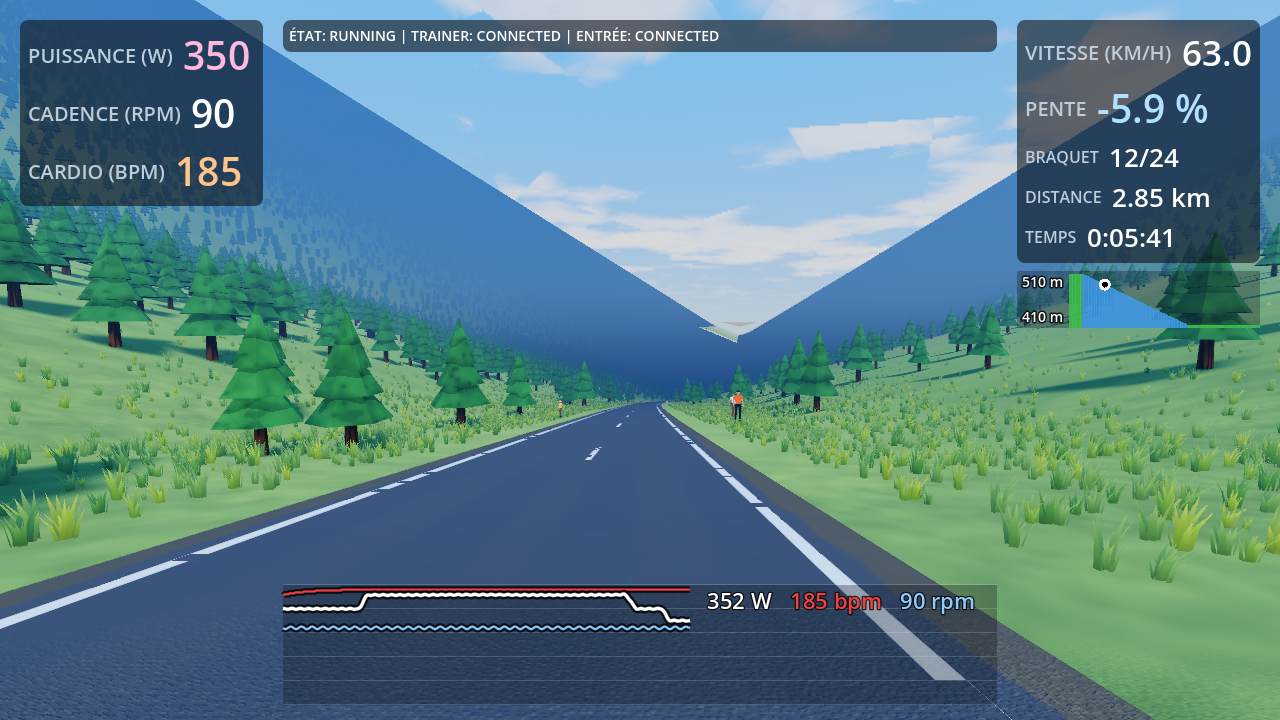 PUISSANCE (W) 350
CADENCE (RPM) 90
CARDIO (BPM) 185
ÉTAT: RUNNING | TRAINER: CONNECTED | ENTRÉE: CONNECTED
VITESSE (KM/H) 63.0
PENTE -5.9 %
BRAQUET 12/24
DISTANCE 2.85 km
TEMPS 0:05:41
510 m
410 m
352 W 185 bpm 90 rpm